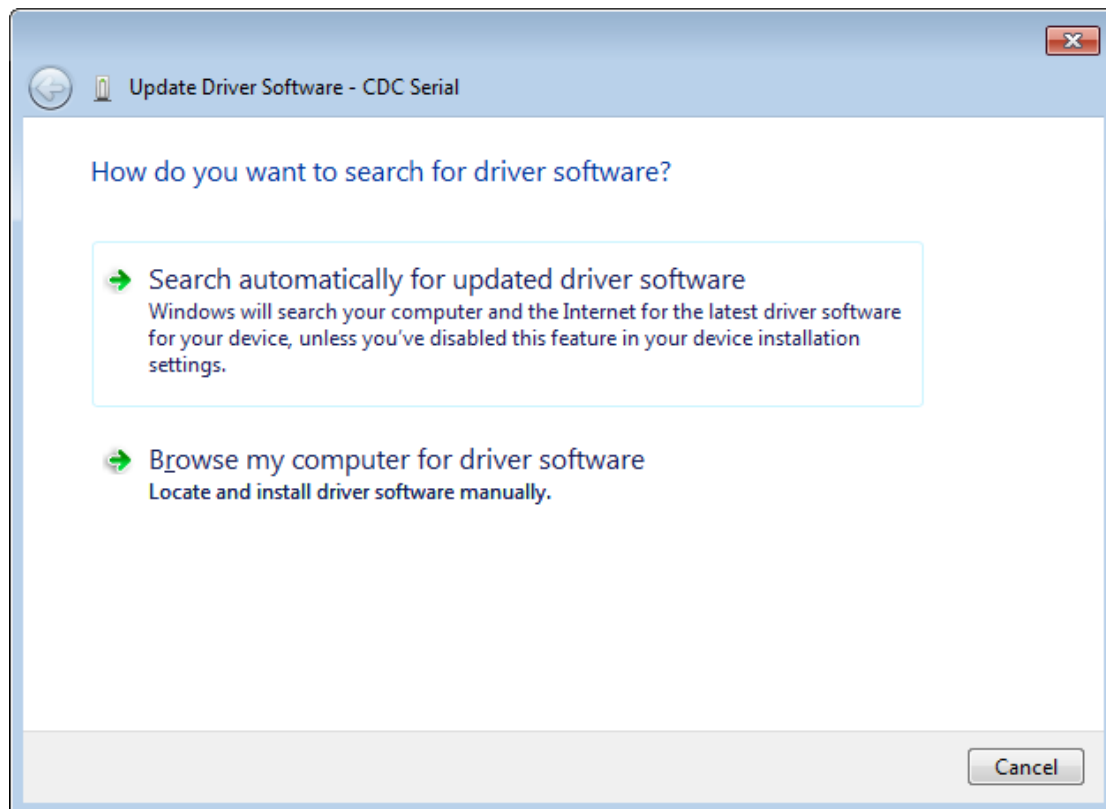 Update Driver Software - CDC Serial
How do you want to search for driver software?
Search automatically for updated driver software
Windows will search your computer and the Internet for the latest driver software
for your device, unless you've disabled this feature in your device installation
settings.
Browse my computer for driver software
Locate and install driver software manually.
Cancel